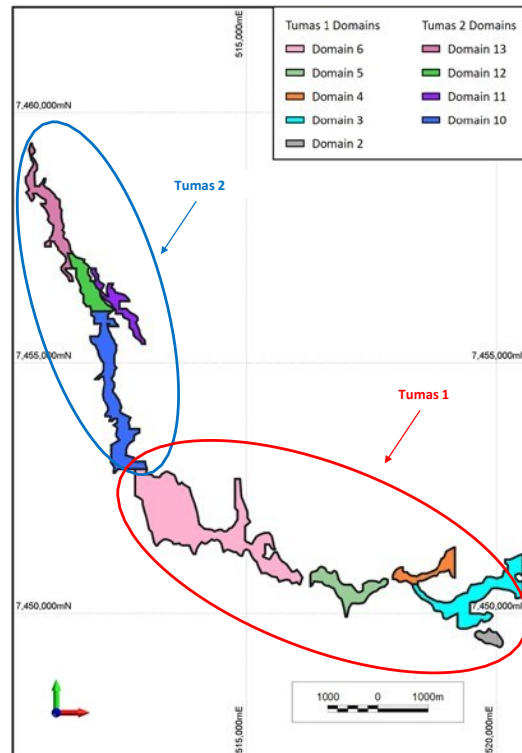 515,000mE
Tumas 1 Domains
Tumas 2 Domains
Domain 6
Domain 13
Domain 5
Domain 12
Domain 4
Domain 11
Domain 3
Domain 10
Domain 2
7,460,000mN
Tumas 2
7,455,000mN
7,455,000mN
Tumas 1
7,450,000mN
7,450,000mN
1000
0
1000m
515,000mE
520,000mE